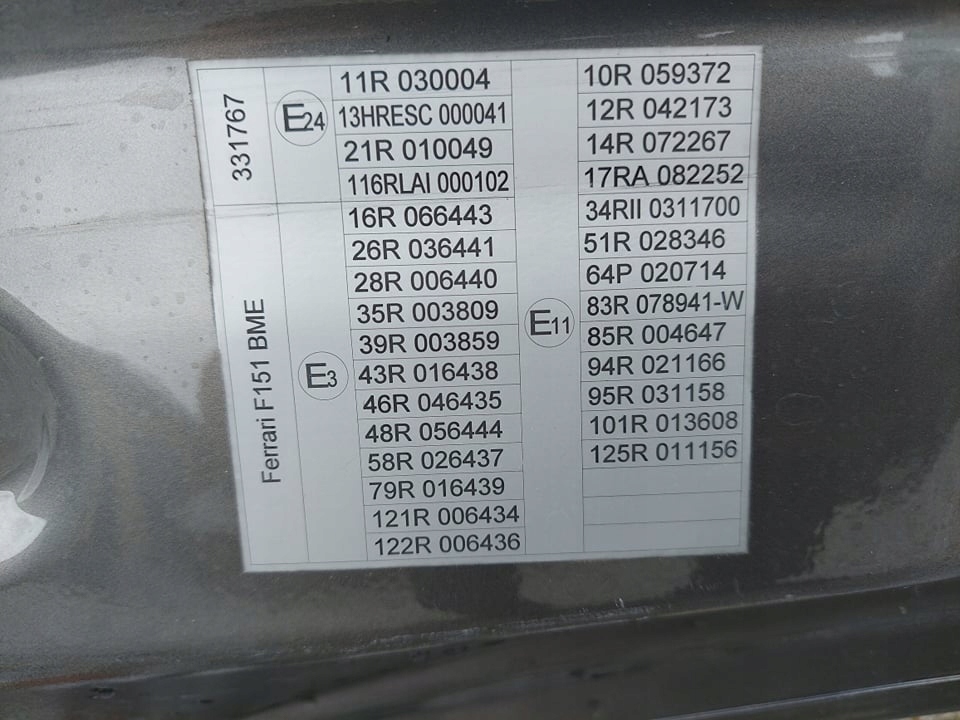 331767
Ferrari F151 BME
E24
11R 030004
13HRESC 000041
21R 010049
116RLAI 000102
E3
16R 066443
26R 036441
28R 006440
35R 003809
39R 003859
43R 016438
46R 046435
48R 056444
58R 026437
79R 016439
121R 006434
122R 006436
E11
10R 059372
12R 042173
14R 072267
17RA 082252
34RII 0311700
51R 028346
64P 020714
83R 078941-W
85R 004647
94R 021166
95R 031158
101R 013608
125R 011156